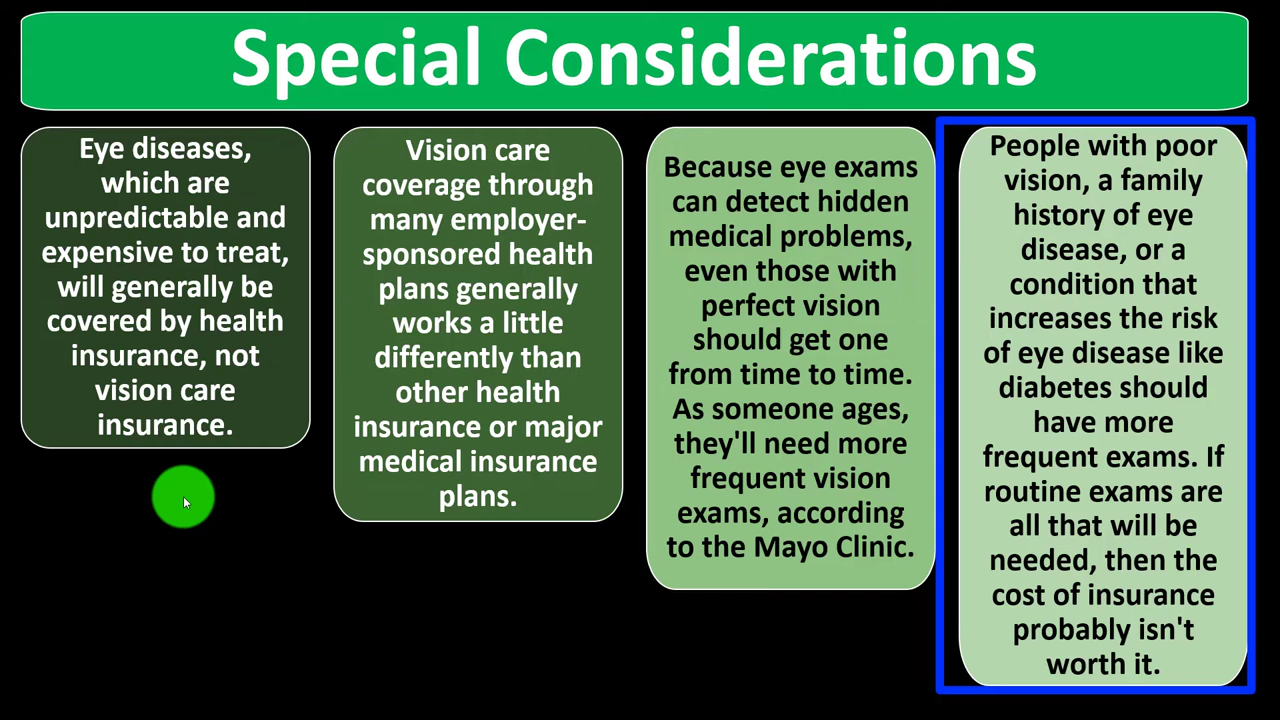 Special Considerations
Eye diseases,
which are
unpredictable and
expensive to treat,
will generally be
covered by health
insurance, not
vision care
insurance.
Vision care
coverage through
many employer-
sponsored health
plans generally
works a little
differently than
other health
insurance or major
medical insurance
plans.
Because eye exams
can detect hidden
medical problems,
even those with
perfect vision
should get one
from time to time.
As someone ages,
they'll need more
frequent vision
exams, according
to the Mayo Clinic.
People with poor
vision, a family
history of eye
disease, or a
condition that
increases the risk
of eye disease like
diabetes should
have more
frequent exams. If
routine exams are
all that will be
needed, then the
cost of insurance
probably isn't
worth it.